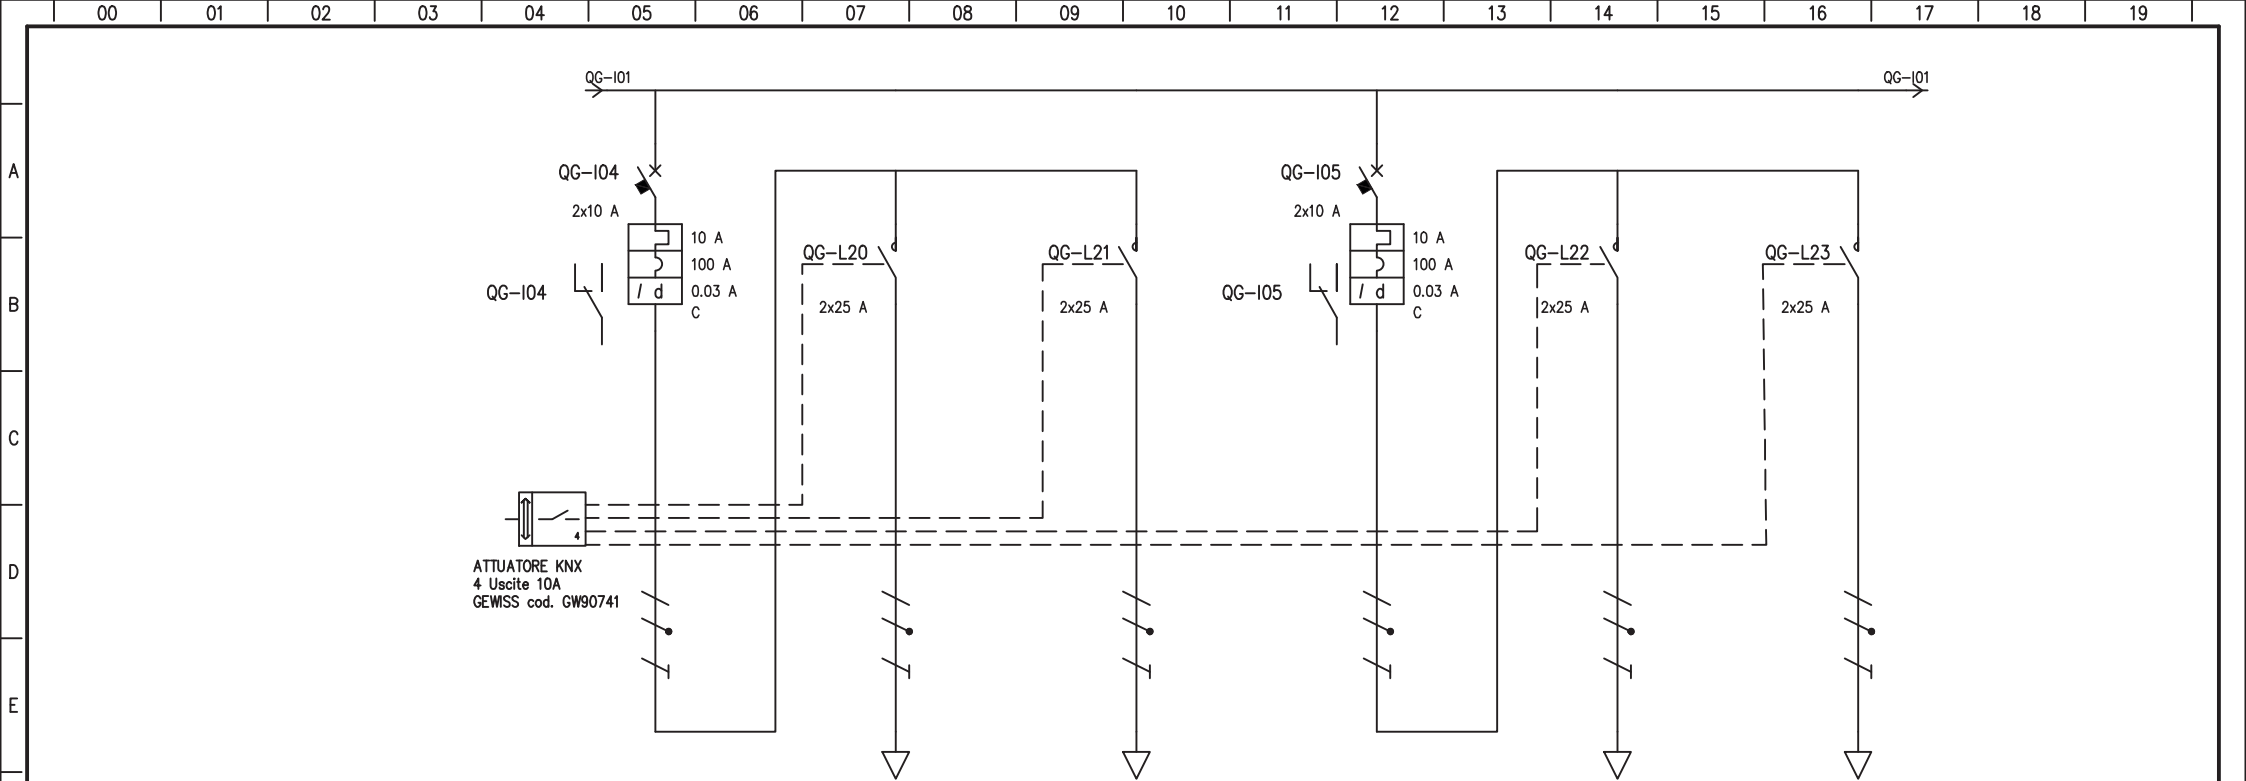 00 01 02 03 04 05 06 07 08 09 10 11 12 13 14 15 16 17 18 19
QG-I01 QG-I01
A
QG-I04 QG-I05
2x10 A 2x10 A
10 A 10 A
QG-L20 QG-L21 QG-L22 QG-L23
100 A 100 A
QG-I04 I d 0.03 A QG-I05 I d 0.03 A
B
2x25 A 2x25 A 2x25 A 2x25 A
C C
C
4
ATTUATORE KNX
D
4 Uscite 10A
GEWISS cod. GW90741
E